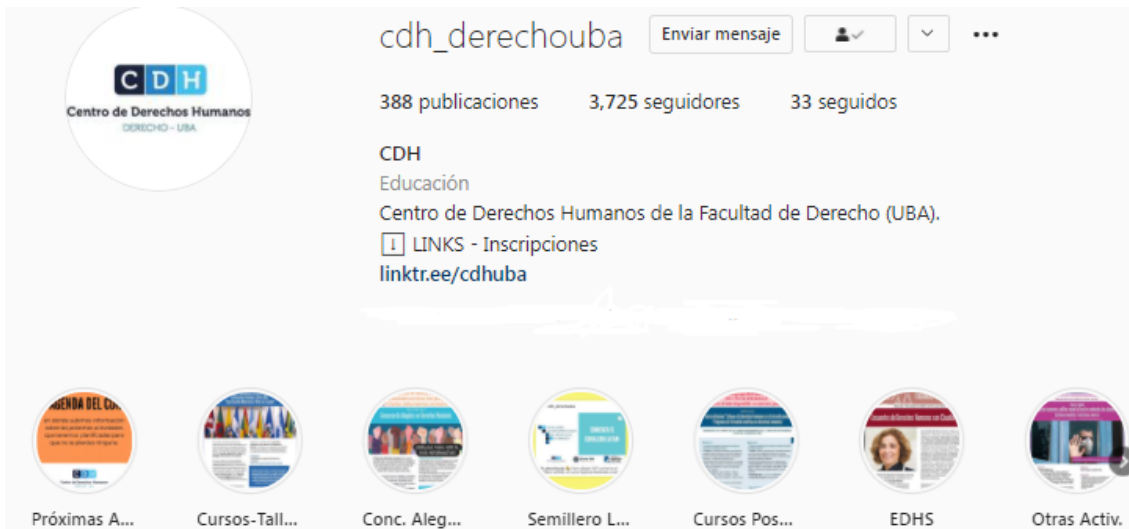 cdh_derechouba Enviar mensaje
C D H
Centro de Derechos Humanos
DERECHO - UBA
388 publicaciones 3,725 seguidores 33 seguidos
CDH
Educación
Centro de Derechos Humanos de la Facultad de Derecho (UBA).
LINKS - Inscripciones
linktr.ee/cdhuba
AGENDA DEL
Próximas A...
Cursos-Tall...
Conc. Aleg...
Semillero L...
Cursos Pos...
EDHS
Otras Activ.